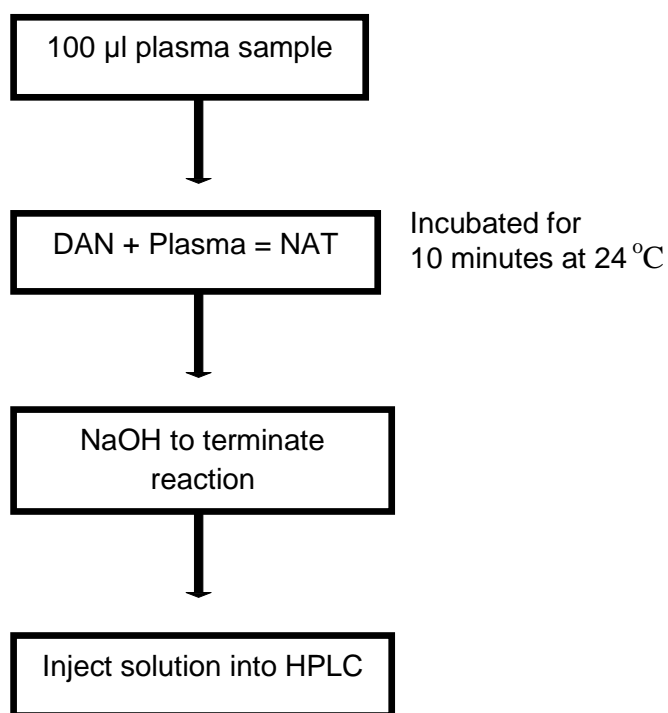 100 µl plasma sample
DAN + Plasma = NAT
Incubated for
10 minutes at 24 °C
NaOH to terminate
reaction
Inject solution into HPLC